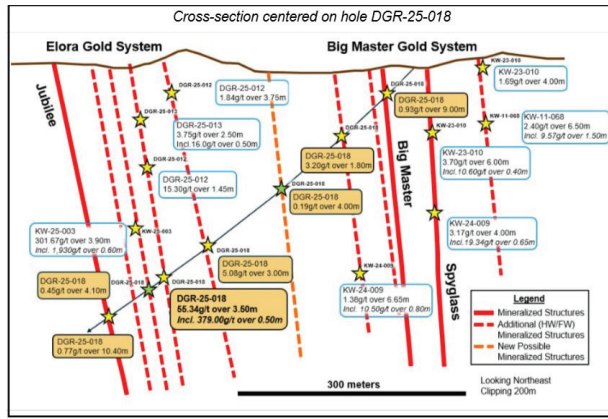 Cross-section centered on hole DGR-25-018
Elora Gold System
Big Master Gold System
Jubilee
DGR-25-012
DGR-25-012
1.84g/t over 3.75m
DGR-25-013
3.75g/t over 2.50m
Incl.16.0g/t over 0.50m
DGR-25-012
DGR-25-012
15.30g/t over 1.45m
KW-25-003
301.67g/t over 3.90m
Incl. 1,930g/t over 0.60m
KW-25-003
DGR-25-018
0.45g/t over 4.10m
DGR-25-018
DGR-25-018
DGR-25-018
0.77g/t over 10.40m
DGR-25-018
55.34g/t over 3.50m
Incl. 379.00g/t over 0.50m
DGR-25-018
DGR-25-018
5.08g/t over 3.00m
DGR-25-018
DGR-25-018
0.19g/t over 4.00m
DGR-25-018
3.20g/t over 1.80m
DGR-25-018
DGR-25-018
0.93g/t over 9.00m
Big Master
KW-24-009
1.38g/t over 6.65m
Incl. 10.50g/t over 0.80m
KW-23-010
KW-23-010
1.69g/t over 4.00m
KW-11-068
KW-11-068
2.40g/t over 6.50m
Incl. 9.57g/t over 1.50m
KW-23-010
KW-23-010
3.70g/t over 6.00m
Incl.10.60g/t over 0.40m
KW-24-009
3.17g/t over 4.00m
Incl.19.34g/t over 0.65m
Spyglass
Legend
Mineralized Structures
Additional (HW/FW)
Mineralized Structures
New Possible
Mineralized Structures
300 meters
Looking Northeast
Clipping 200m